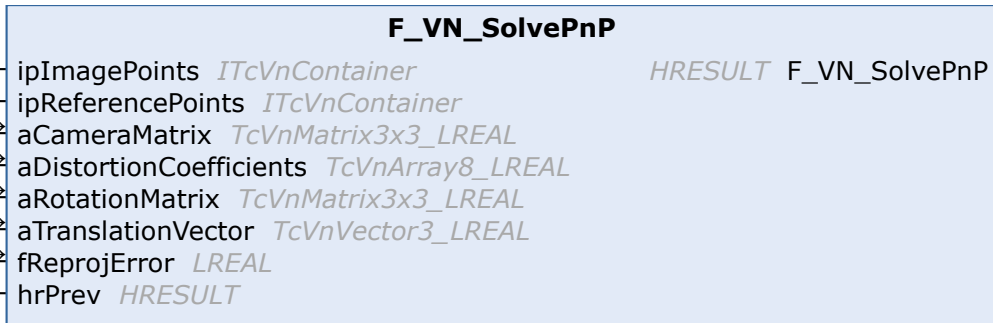 F_VN_SolvePnP
ipImagePoints ITcVnContainer HRESULT F_VN_SolvePnP
ipReferencePoints ITcVnContainer
aCameraMatrix TcVnMatrix3x3_LREAL
aDistortionCoefficients TcVnArray8_LREAL
aRotationMatrix TcVnMatrix3x3_LREAL
aTranslationVector TcVnVector3_LREAL
fReprojError LREAL
hrPrev HRESULT